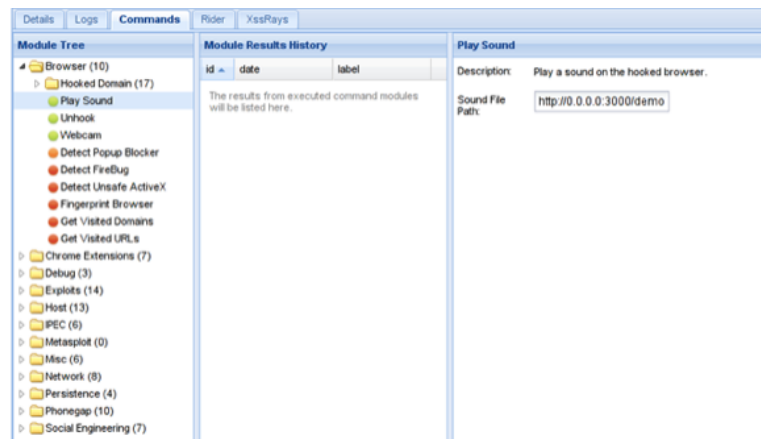 Details Logs Commands Rider XssRays
Module Tree
Browser (10)
Hooked Domain (17)
Play Sound
Unhook
Webcam
Detect Popup Blocker
Detect FireBug
Detect Unsafe ActiveX
Fingerprint Browser
Get Visited Domains
Get Visited URLs
Chrome Extensions (7)
Debug (3)
Exploits (14)
Host (13)
IPEC (6)
Metasploit (0)
Misc (6)
Network (8)
Persistence (4)
Phonegap (10)
Social Engineering (7)
Module Results History
id date label
The results from executed command modules
will be listed here.
Play Sound
Description: Play a sound on the hooked browser.
Sound File
Path:
http://0.0.0.0:3000/demo